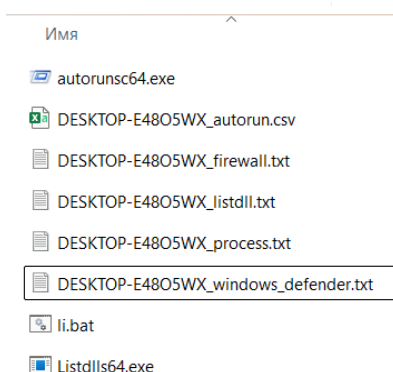 Имя
autorunsc64.exe
DESKTOP-E48O5WX_autorun.csv
DESKTOP-E48O5WX_firewall.txt
DESKTOP-E48O5WX_listdll.txt
DESKTOP-E48O5WX_process.txt
DESKTOP-E48O5WX_windows_defender.txt
li.bat
Listdlls64.exe